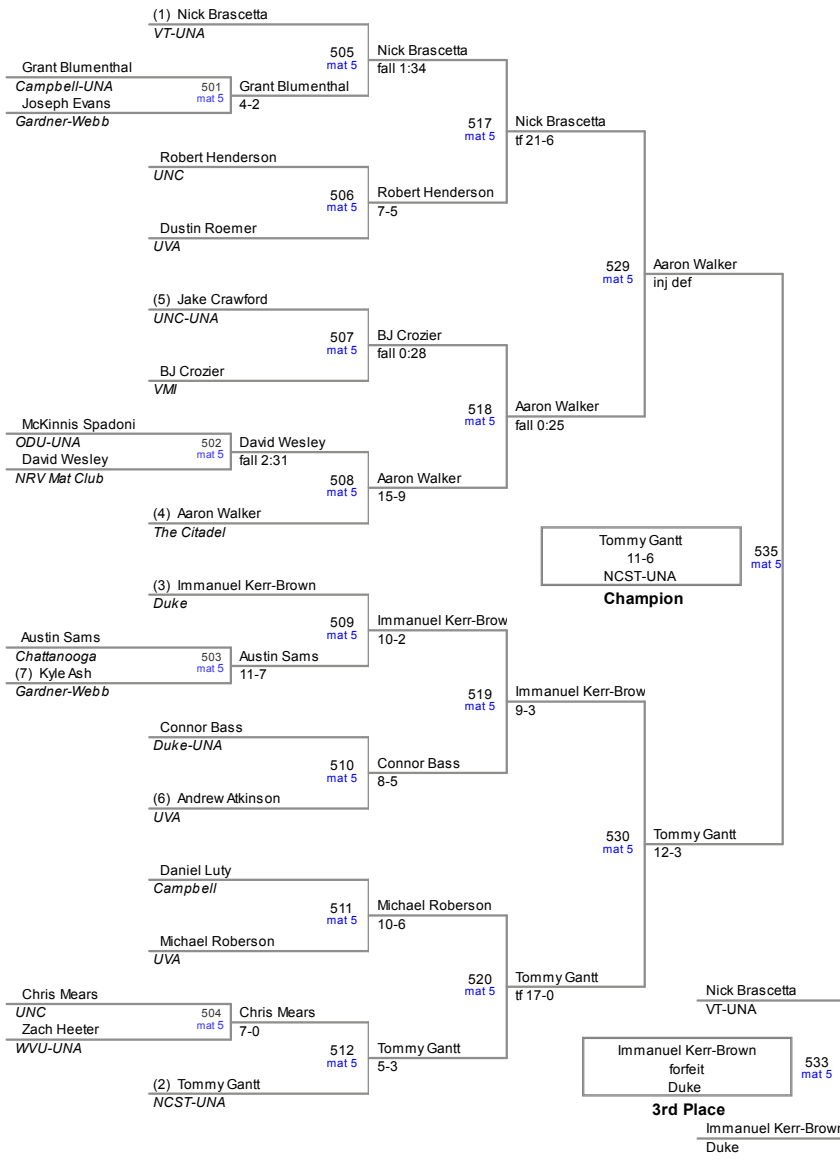 (1) Nick Brascetta
VT-UNA
505
mat 5
Nick Brascetta
fall 1:34
Grant Blumenthal
Campbell-UNA
501
mat 5
Grant Blumenthal
4-2
Joseph Evans
Gardner-Webb
517
mat 5
Nick Brascetta
tf 21-6
Robert Henderson
UNC
506
mat 5
Robert Henderson
7-5
Dustin Roemer
UVA
529
mat 5
Aaron Walker
inj def
(5) Jake Crawford
UNC-UNA
507
mat 5
BJ Crozier
fall 0:28
BJ Crozier
VMI
518
mat 5
Aaron Walker
fall 0:25
McKinnis Spadoni
ODU-UNA
502
mat 5
David Wesley
fall 2:31
David Wesley
NRV Mat Club
508
mat 5
Aaron Walker
15-9
(4) Aaron Walker
The Citadel
Tommy Gantt
11-6
NCST-UNA
Champion
535
mat 5
(3) Immanuel Kerr-Brown
Duke
509
mat 5
Immanuel Kerr-Brow
10-2
Austin Sams
Chattanooga
503
mat 5
Austin Sams
11-7
(7) Kyle Ash
Gardner-Webb
519
mat 5
Immanuel Kerr-Brow
9-3
Connor Bass
Duke-UNA
510
mat 5
Connor Bass
8-5
(6) Andrew Atkinson
UVA
530
mat 5
Tommy Gantt
12-3
Daniel Luty
Campbell
511
mat 5
Michael Roberson
10-6
Michael Roberson
UVA
520
mat 5
Tommy Gantt
tf 17-0
Chris Mears
UNC
504
mat 5
Chris Mears
7-0
Zach Heeter
WVU-UNA
512
mat 5
Tommy Gantt
5-3
(2) Tommy Gantt
NCST-UNA
Nick Brascetta
VT-UNA
Immanuel Kerr-Brown
forfeit
Duke
3rd Place
533
mat 5
Immanuel Kerr-Brown
Duke